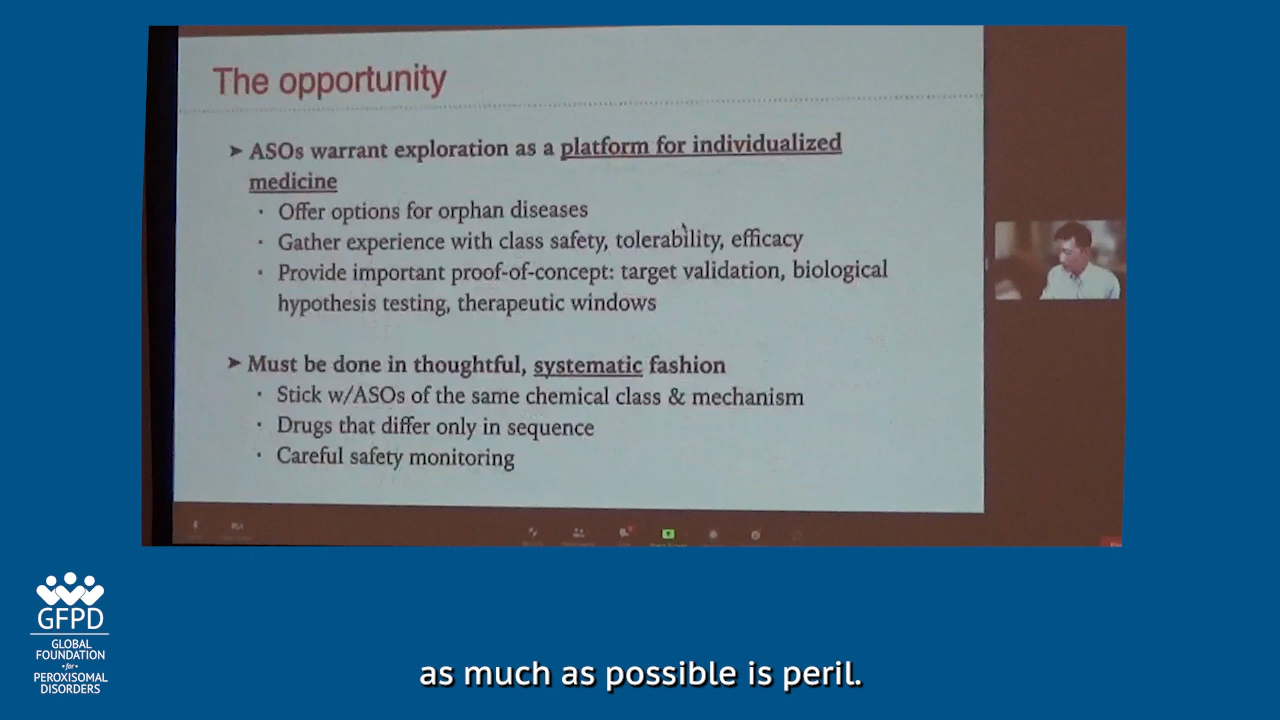 The opportunity
➤ ASOs warrant exploration as a platform for individualized
medicine
· Offer options for orphan diseases
· Gather experience with class safety, tolerability, efficacy
· Provide important proof-of-concept: target validation, biological
hypothesis testing, therapeutic windows
➤ Must be done in thoughtful, systematic fashion
· Stick w/ASOs of the same chemical class & mechanism
· Drugs that differ only in sequence
· Careful safety monitoring
GFPD
GLOBAL
FOUNDATION
·for·
PEROXISOMAL
DISORDERS
as much as possible is peril.